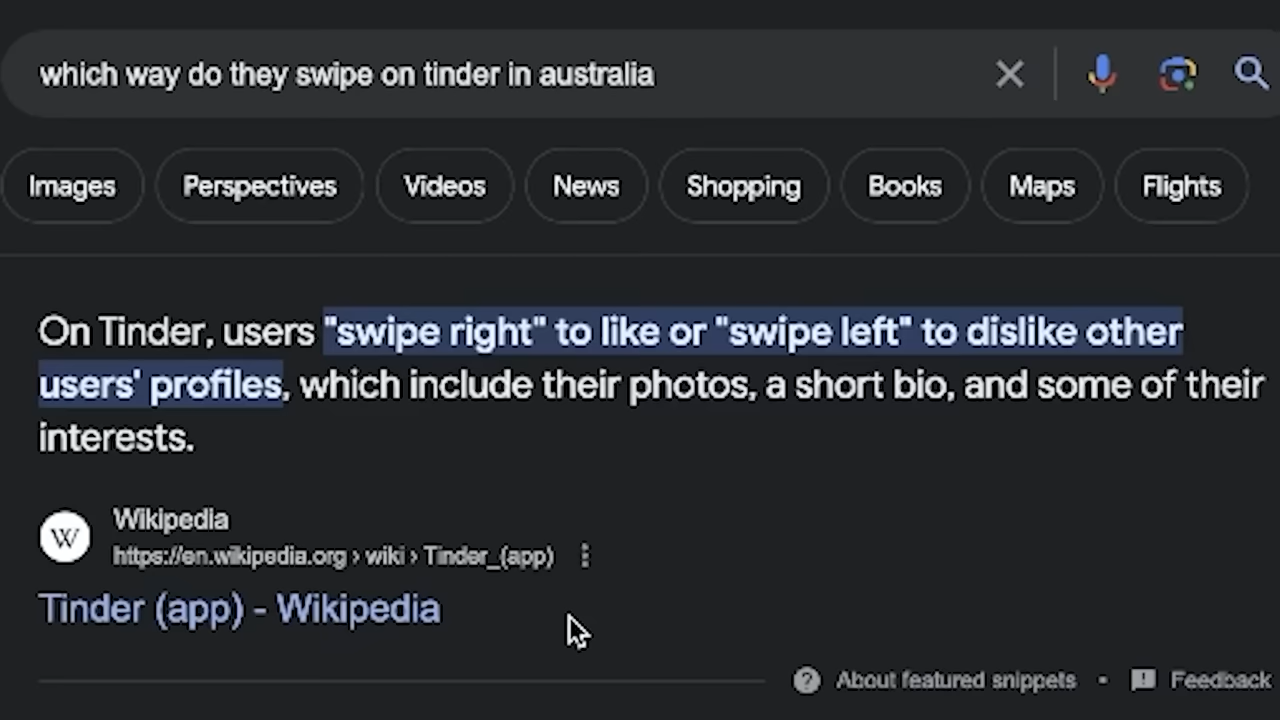 which way do they swipe on tinder in australia
Images Perspectives Videos News Shopping Books Maps Flights
On Tinder, users "swipe right" to like or "swipe left" to dislike other
users' profiles, which include their photos, a short bio, and some of their
interests.
W
Wikipedia
https://en.wikipedia.org › wiki › Tinder_(app)
Tinder (app) - Wikipedia
About featured snippets • Feedback